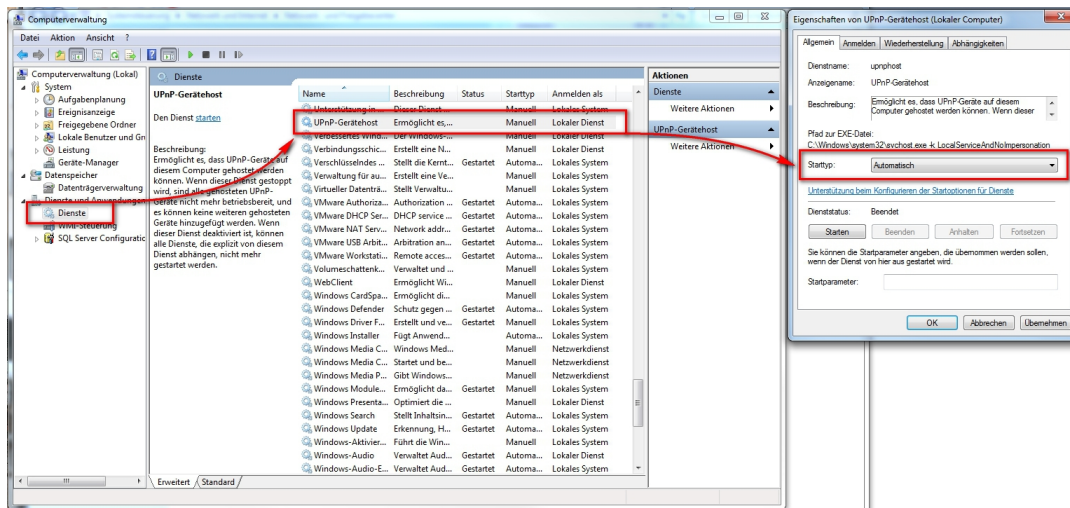 Computerverwaltung
Datei Aktion Ansicht ?
Computerverwaltung (Lokal)
System
Aufgabenplanung
Ereignisanzeige
Freigegebene Ordner
Lokale Benutzer und Gru
Leistung
Geräte-Manager
Datenspeicher
Datenträgerverwaltung
Dienste und Anwendungen
Dienste
WMI-Steuerung
SQL Server Configuratic
Dienste
UPnP-Gerätehost
Den Dienst starten
Beschreibung:
Ermöglicht es, dass UPnP-Geräte auf
diesem Computer gehostet werden
können. Wenn dieser Dienst gestoppt
wird, sind alle gehosteten UPnP-
Geräte nicht mehr betriebsbereit, und
es können keine weiteren gehosteten
Geräte hinzugefügt werden. Wenn
dieser Dienst deaktiviert ist, können
alle Dienste, die explizit von diesem
Dienst abhängen, nicht mehr
gestartet werden.
Name Beschreibung Status Starttyp Anmelden als
Unterstützung in ... Dieser Dienst ... Manuell Lokales System
UPnP-Gerätehost Ermöglicht es,... Manuell Lokaler Dienst
Verbessertes Wind... Der Windows-... Manuell Lokaler Dienst
Verbindungsschic... Erstellt eine N... Manuell Lokaler Dienst
Verschlüsselndes ... Stellt die Kernt... Gestartet Automa... Lokales System
Verwaltung für au... Erstellt eine Ve... Manuell Lokales System
Virtueller Datenträ... Stellt Verwaltu... Manuell Lokales System
VMware Authoriza... Authorization ... Gestartet Automa... Lokales System
VMware DHCP Ser... DHCP service ... Gestartet Automa... Lokales System
VMware NAT Serv... Network addr... Gestartet Automa... Lokales System
VMware USB Arbit... Arbitration an... Gestartet Automa... Lokales System
VMware Workstati... Remote acces... Gestartet Automa... Lokales System
Volumeschattenk... Verwaltet und ... Manuell Lokales System
WebClient Ermöglicht Wi... Manuell Lokaler Dienst
Windows CardSpa... Ermöglicht di... Manuell Lokales System
Windows Defender Schutz gegen ... Gestartet Automa... Lokales System
Windows Driver F... Erstellt und ve... Gestartet Manuell Lokales System
Windows Installer Fügt Anwend... Manuell Lokales System
Windows Media C... Windows Med... Manuell Netzwerkdienst
Windows Media C... Startet und be... Manuell Netzwerkdienst
Windows Media P... Gibt Windows... Manuell Netzwerkdienst
Windows Module... Ermöglicht da... Gestartet Manuell Lokales System
Windows Presenta... Optimiert die ... Gestartet Manuell Lokaler Dienst
Windows Search Stellt Inhaltsin... Gestartet Automa... Lokales System
Windows Update Erkennung, H... Gestartet Automa... Lokales System
Windows-Aktivier... Führt die Win... Manuell Lokales System
Windows-Audio Verwaltet Aud... Gestartet Automa... Lokaler Dienst
Windows-Audio-E... Verwaltet Aud... Gestartet Automa... Lokales System
Erweitert Standard
Aktionen
Dienste
Weitere Aktionen
UPnP-Gerätehost
Weitere Aktionen
Eigenschaften von UPnP-Gerätehost (Lokaler Computer)
Allgemein Anmelden Wiederherstellung Abhängigkeiten
Dienstname: upnphost
Anzeigename: UPnP-Gerätehost
Beschreibung: Ermöglicht es, dass UPnP-Geräte auf diesem
Computer gehostet werden können. Wenn dieser
Pfad zur EXE-Datei:
C:\Windows\system32\svchost.exe -k LocalServiceAndNoImpersonation
Starttyp: Automatisch
Unterstützung beim Konfigurieren der Startoptionen für Dienste
Dienststatus: Beendet
Starten Beenden Anhalten Fortsetzen
Sie können die Startparameter angeben, die übernommen werden sollen,
wenn der Dienst von hier aus gestartet wird.
Startparameter:
OK Abbrechen Übernehmen